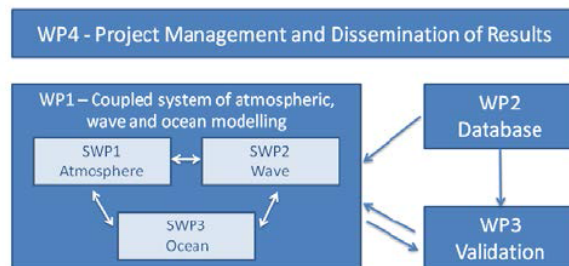 WP4 - Project Management and Dissemination of Results
WP1 – Coupled system of atmospheric,
wave and ocean modelling
SWP1
Atmosphere
SWP2
Wave
SWP3
Ocean
WP2
Database
WP3
Validation